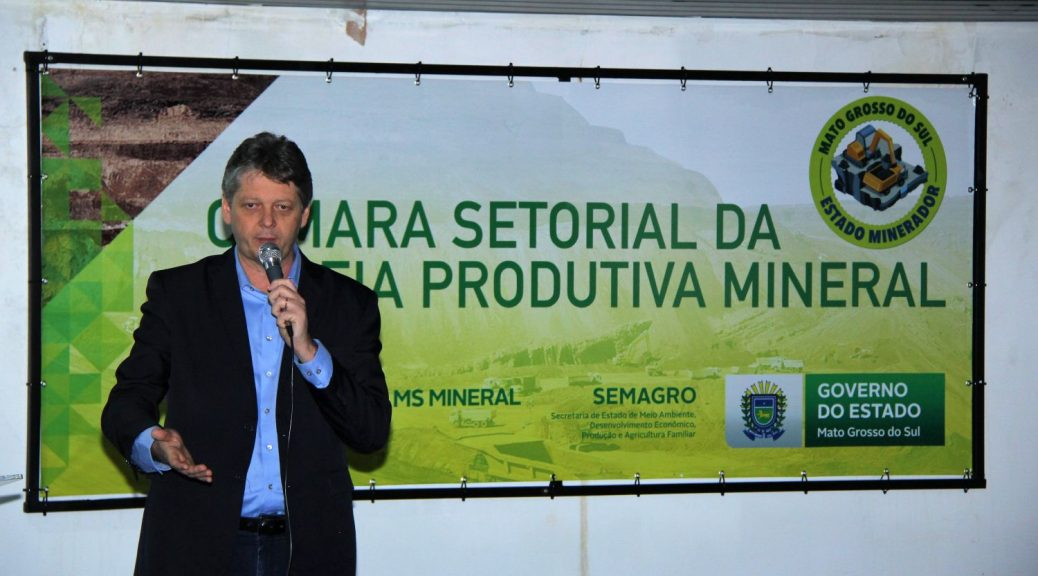 MATO GROSSO DO SUL
ESTADO MINERADOR
MARA SETORIAL DA
EIA PRODUTIVA MINERAL
MS MINERAL
SEMAGRO
Secretaria de Estado de Meio Ambiente,
Desenvolvimento Econômico,
Produção e Agricultura Familiar
GOVERNO
DO ESTADO
Mato Grosso do Sul